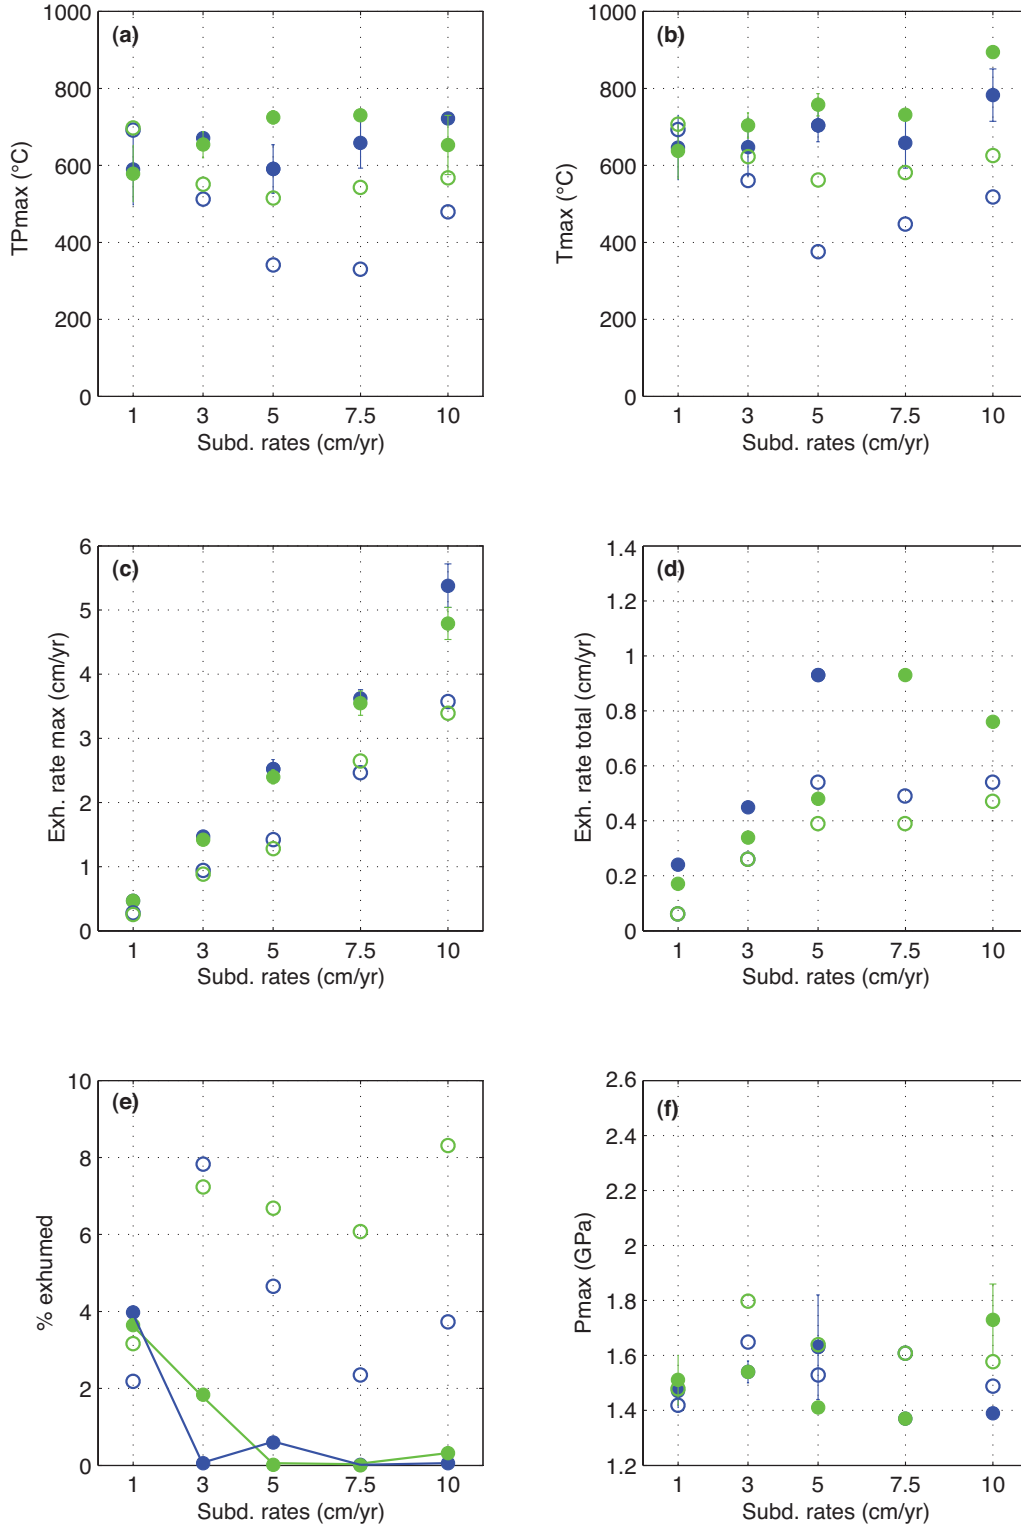 (a)
1000
800
600
400
200
0
TPmax (°C)
1 3 5 7.5 10
Subd. rates (cm/yr)
(b)
1000
800
600
400
200
0
Tmax (°C)
1 3 5 7.5 10
Subd. rates (cm/yr)
(c)
6
5
4
3
2
1
0
Exh. rate max (cm/yr)
1 3 5 7.5 10
Subd. rates (cm/yr)
(d)
1.4
1.2
1
0.8
0.6
0.4
0.2
0
Exh. rate total (cm/yr)
1 3 5 7.5 10
Subd. rates (cm/yr)
(e)
10
8
6
4
2
0
% exhumed
1 3 5 7.5 10
Subd. rates (cm/yr)
(f)
2.6
2.4
2.2
2
1.8
1.6
1.4
1.2
Pmax (GPa)
1 3 5 7.5 10
Subd. rates (cm/yr)